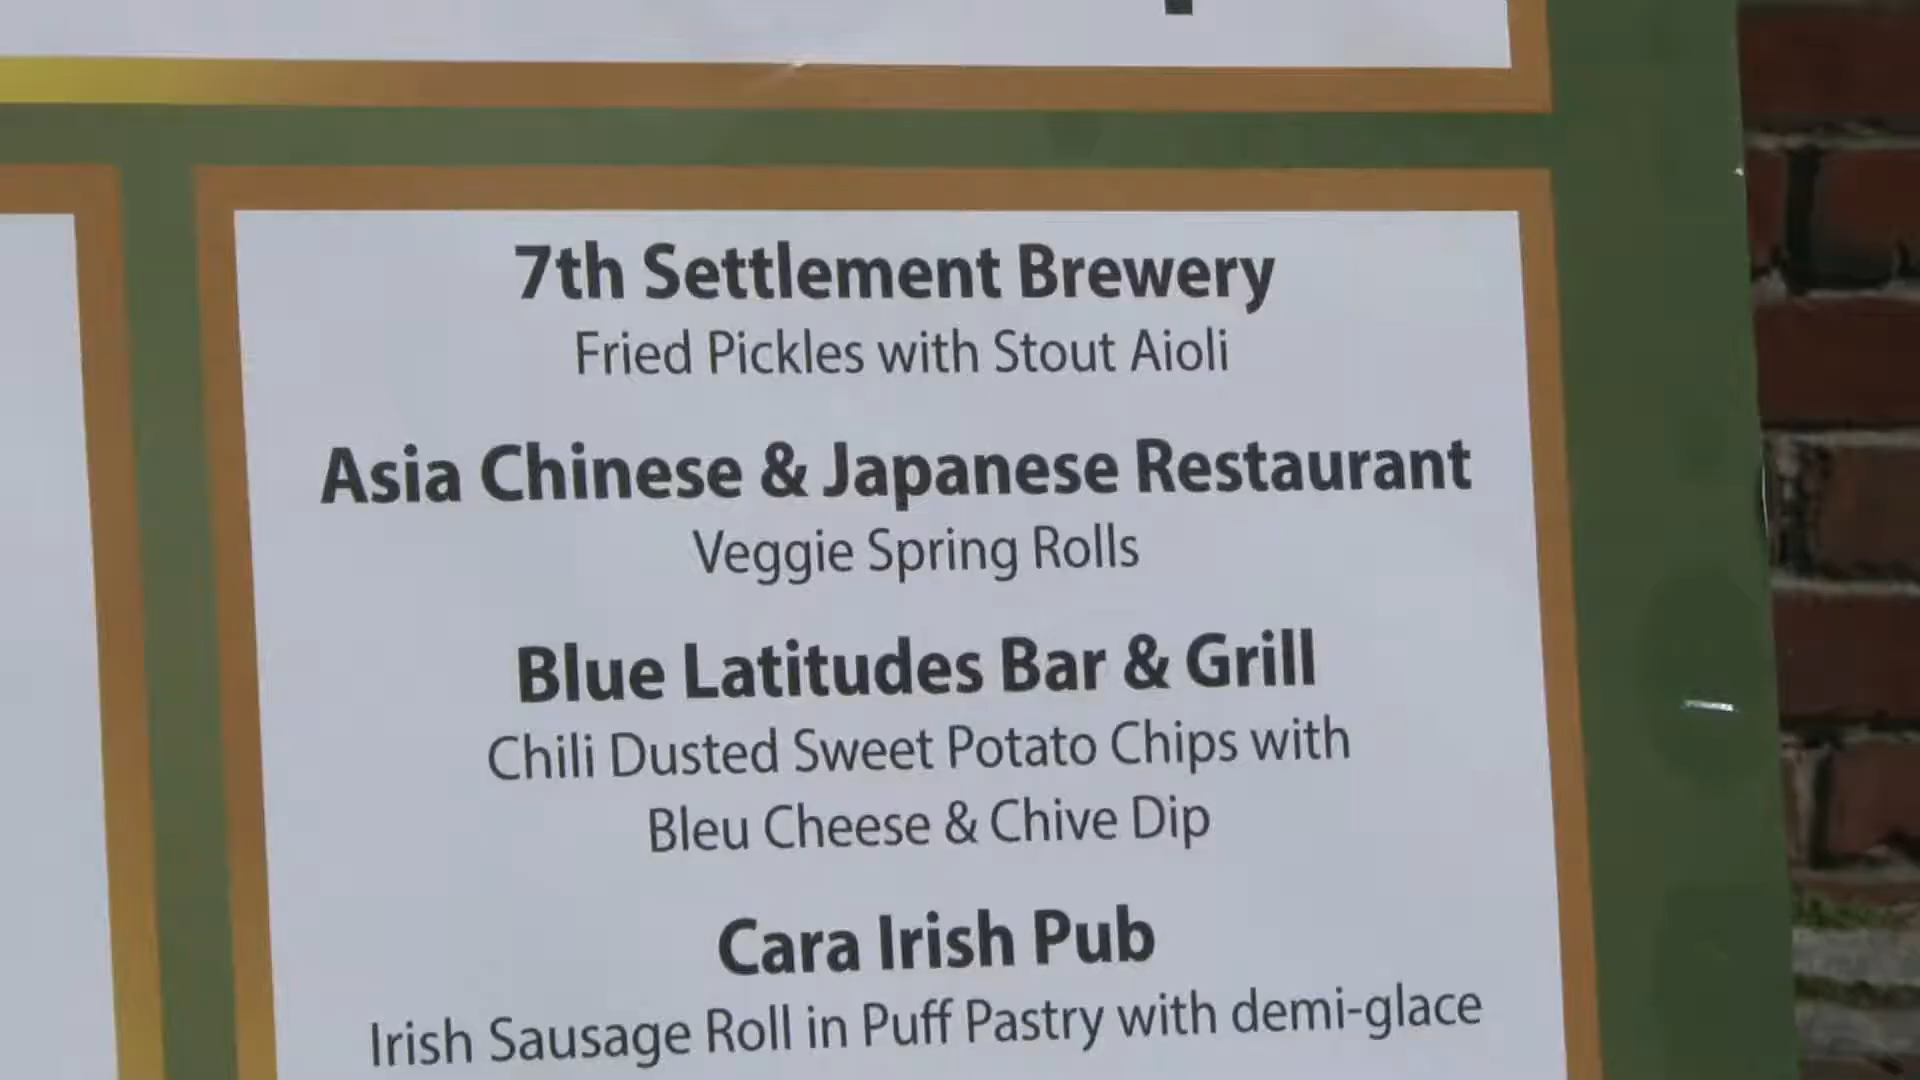 7th Settlement Brewery
Fried Pickles with Stout Aioli
Asia Chinese & Japanese Restaurant
Veggie Spring Rolls
Blue Latitudes Bar & Grill
Chili Dusted Sweet Potato Chips with
Bleu Cheese & Chive Dip
Cara Irish Pub
Irish Sausage Roll in Puff Pastry with demi-glace